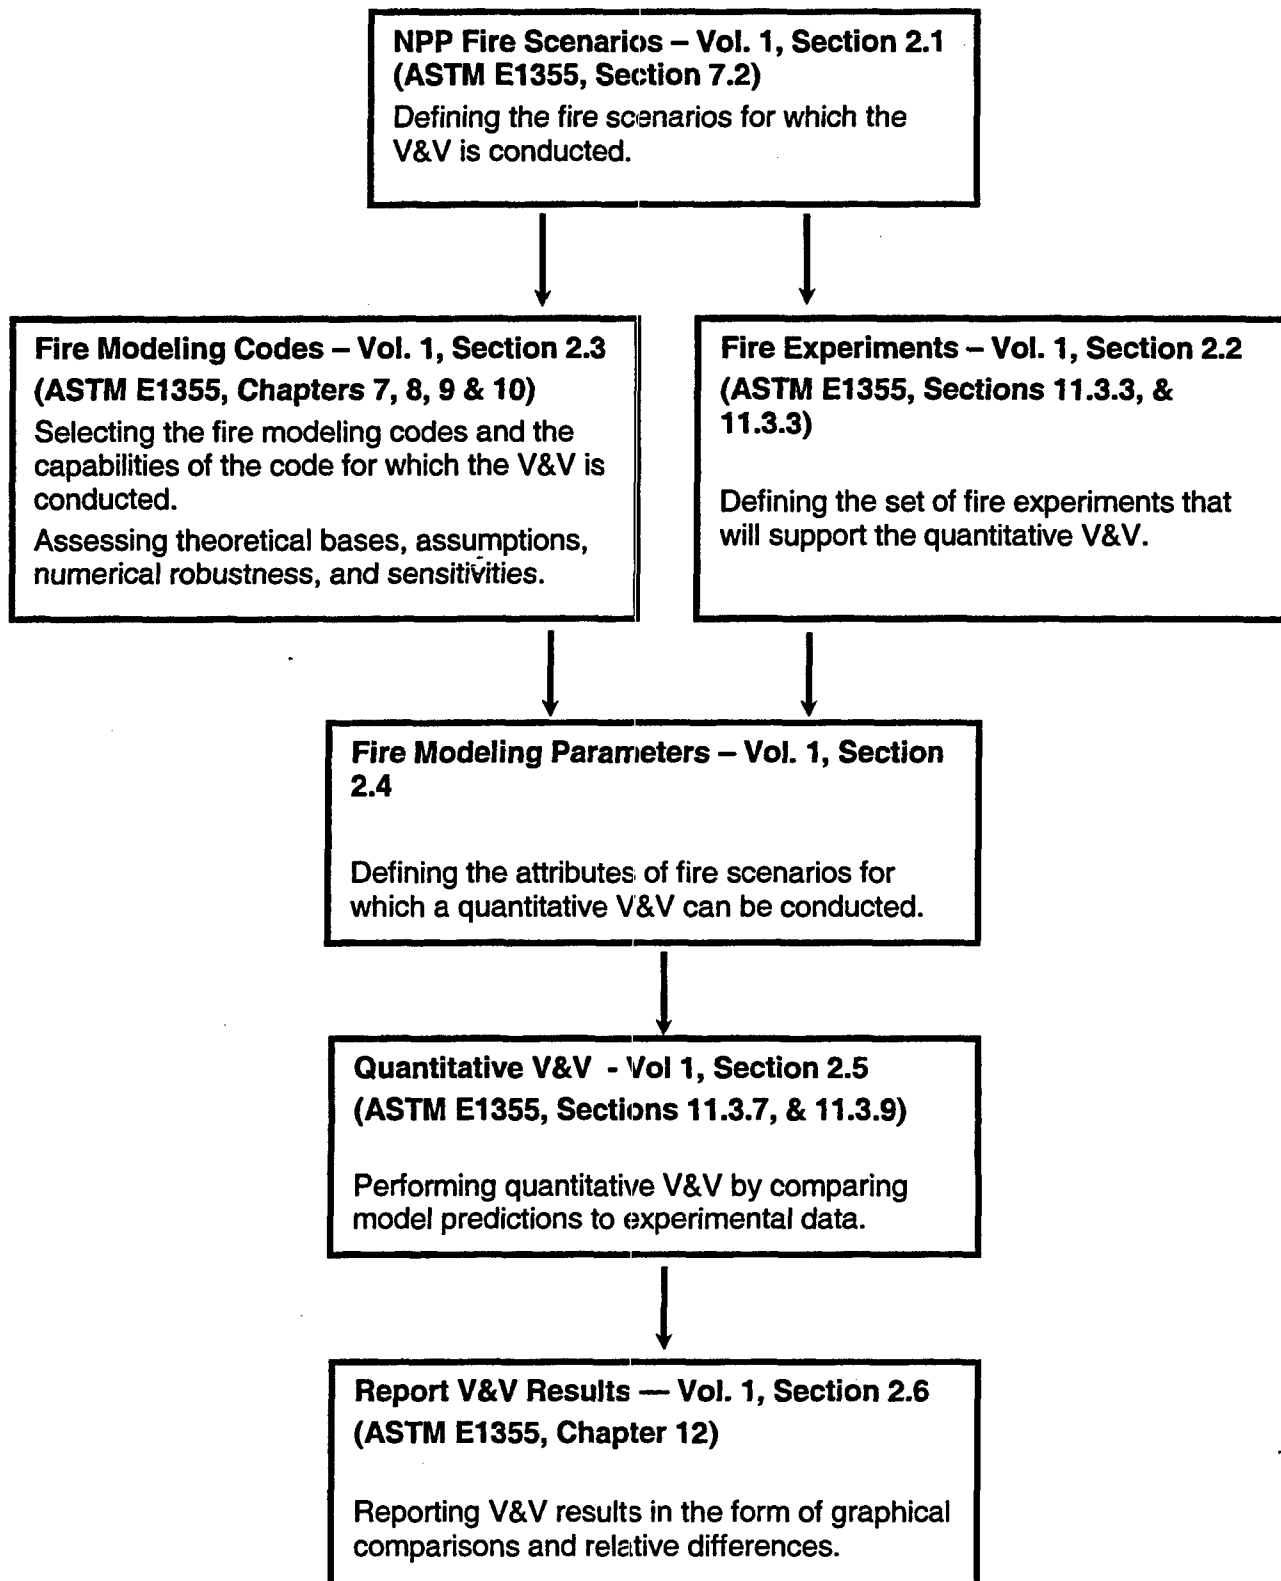 NPP Fire Scenarios – Vol. 1, Section 2.1
(ASTM E1355, Section 7.2)
Defining the fire scenarios for which the
V&V is conducted.
Fire Modeling Codes – Vol. 1, Section 2.3
(ASTM E1355, Chapters 7, 8, 9 & 10)
Selecting the fire modeling codes and the
capabilities of the code for which the V&V is
conducted.
Assessing theoretical bases, assumptions,
numerical robustness, and sensitivities.
Fire Experiments – Vol. 1, Section 2.2
(ASTM E1355, Sections 11.3.3, &
11.3.3)
Defining the set of fire experiments that
will support the quantitative V&V.
Fire Modeling Parameters – Vol. 1, Section
2.4
Defining the attributes of fire scenarios for
which a quantitative V&V can be conducted.
Quantitative V&V - Vol 1, Section 2.5
(ASTM E1355, Sections 11.3.7, & 11.3.9)
Performing quantitative V&V by comparing
model predictions to experimental data.
Report V&V Results — Vol. 1, Section 2.6
(ASTM E1355, Chapter 12)
Reporting V&V results in the form of graphical
comparisons and relative differences.